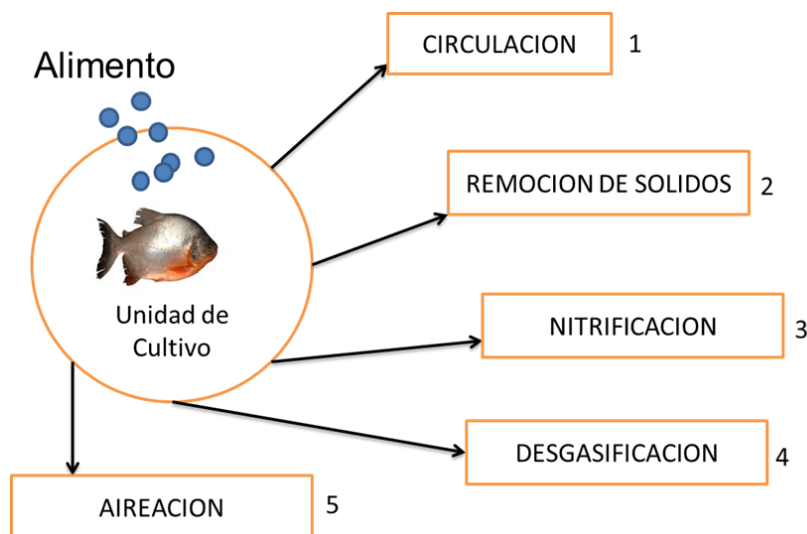 CIRCULACION 1
Alimento
REMOCION DE SOLIDOS 2
Unidad de
Cultivo
NITRIFICACION 3
DESGASIFICACION 4
AIREACION 5